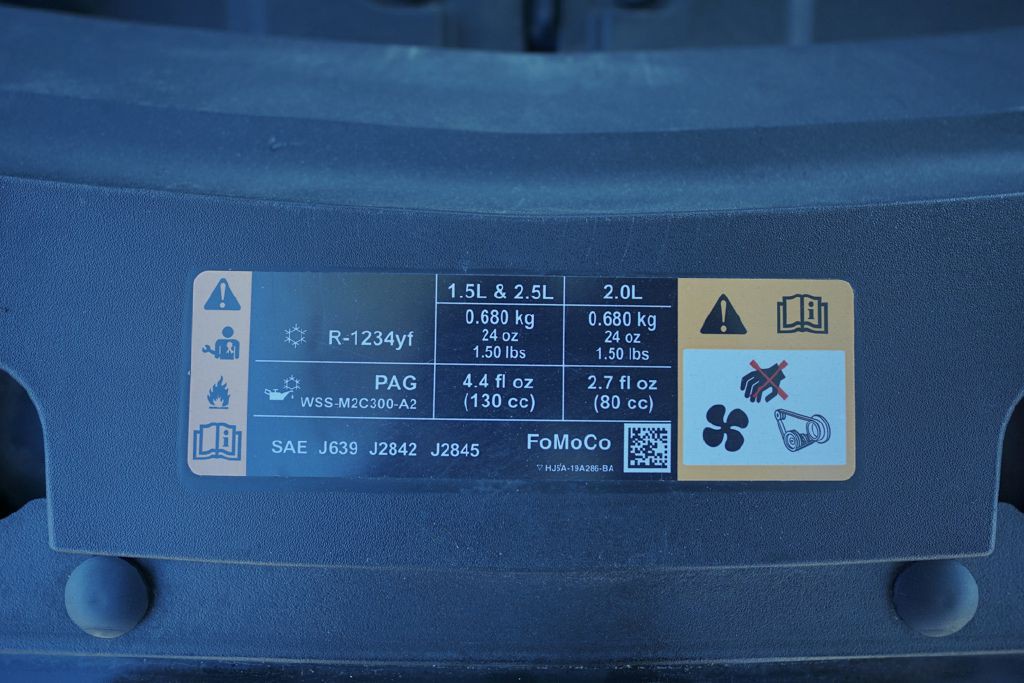 1.5L & 2.5L 2.0L
R-1234yf
0.680 kg 0.680 kg
24 oz 24 oz
1.50 lbs 1.50 lbs
PAG 4.4 fl oz 2.7 fl oz
WSS-M2C300-A2 (130 cc) (80 cc)
SAE J639 J2842 J2845 FoMoCo
HJ5A-19A286-BA